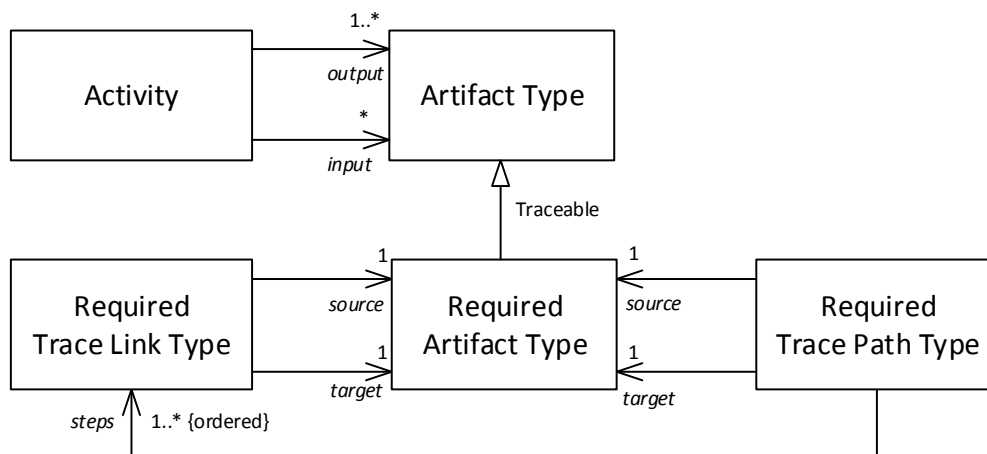 1..*
Activity
output
Artifact Type
*
input
Traceable
1
1
Required
Trace Link Type
source
Required
Artifact Type
source
Required
Trace Path Type
1
1
target
target
steps
1..* {ordered}